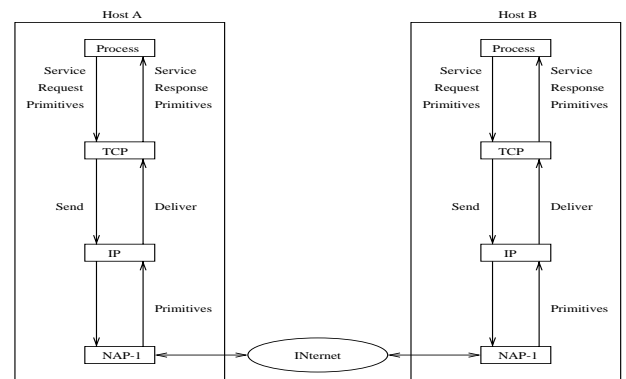 Host A
Process
Service
Request
Primitives
Service
Response
Primitives
TCP
Send
Deliver
IP
Primitives
NAP-1
INternet
Host B
Process
Service
Request
Primitives
Service
Response
Primitives
TCP
Send
Deliver
IP
Primitives
NAP-1